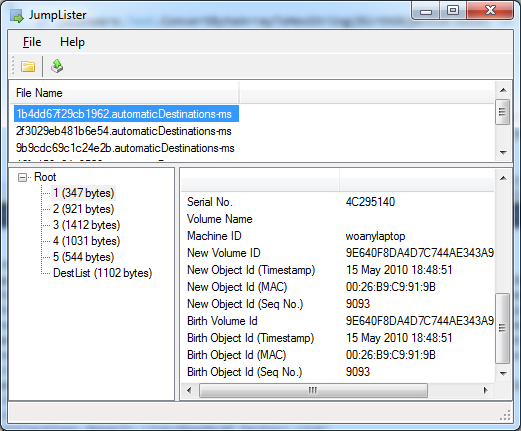 JumpLister
File Help
File Name
1b4dd67f29cb1962.automaticDestinations-ms
2f3029eb481b6e54.automaticDestinations-ms
9b9cdc69c1c24e2b.automaticDestinations-ms
Root
1 (347 bytes)
2 (921 bytes)
3 (1412 bytes)
4 (1031 bytes)
5 (544 bytes)
DestList (1102 bytes)
Serial No. 4C295140
Volume Name
Machine ID woanylaptop
New Volume ID 9E640F8DA4D7C744AE343A9
New Object Id (Timestamp) 15 May 2010 18:48:51
New Object Id (MAC) 00:26:B9:C9:91:9B
New Object Id (Seq No.) 9093
Birth Volume Id 9E640F8DA4D7C744AE343A9
Birth Object Id (Timestamp) 15 May 2010 18:48:51
Birth Object Id (MAC) 00:26:B9:C9:91:9B
Birth Object Id (Seq No.) 9093